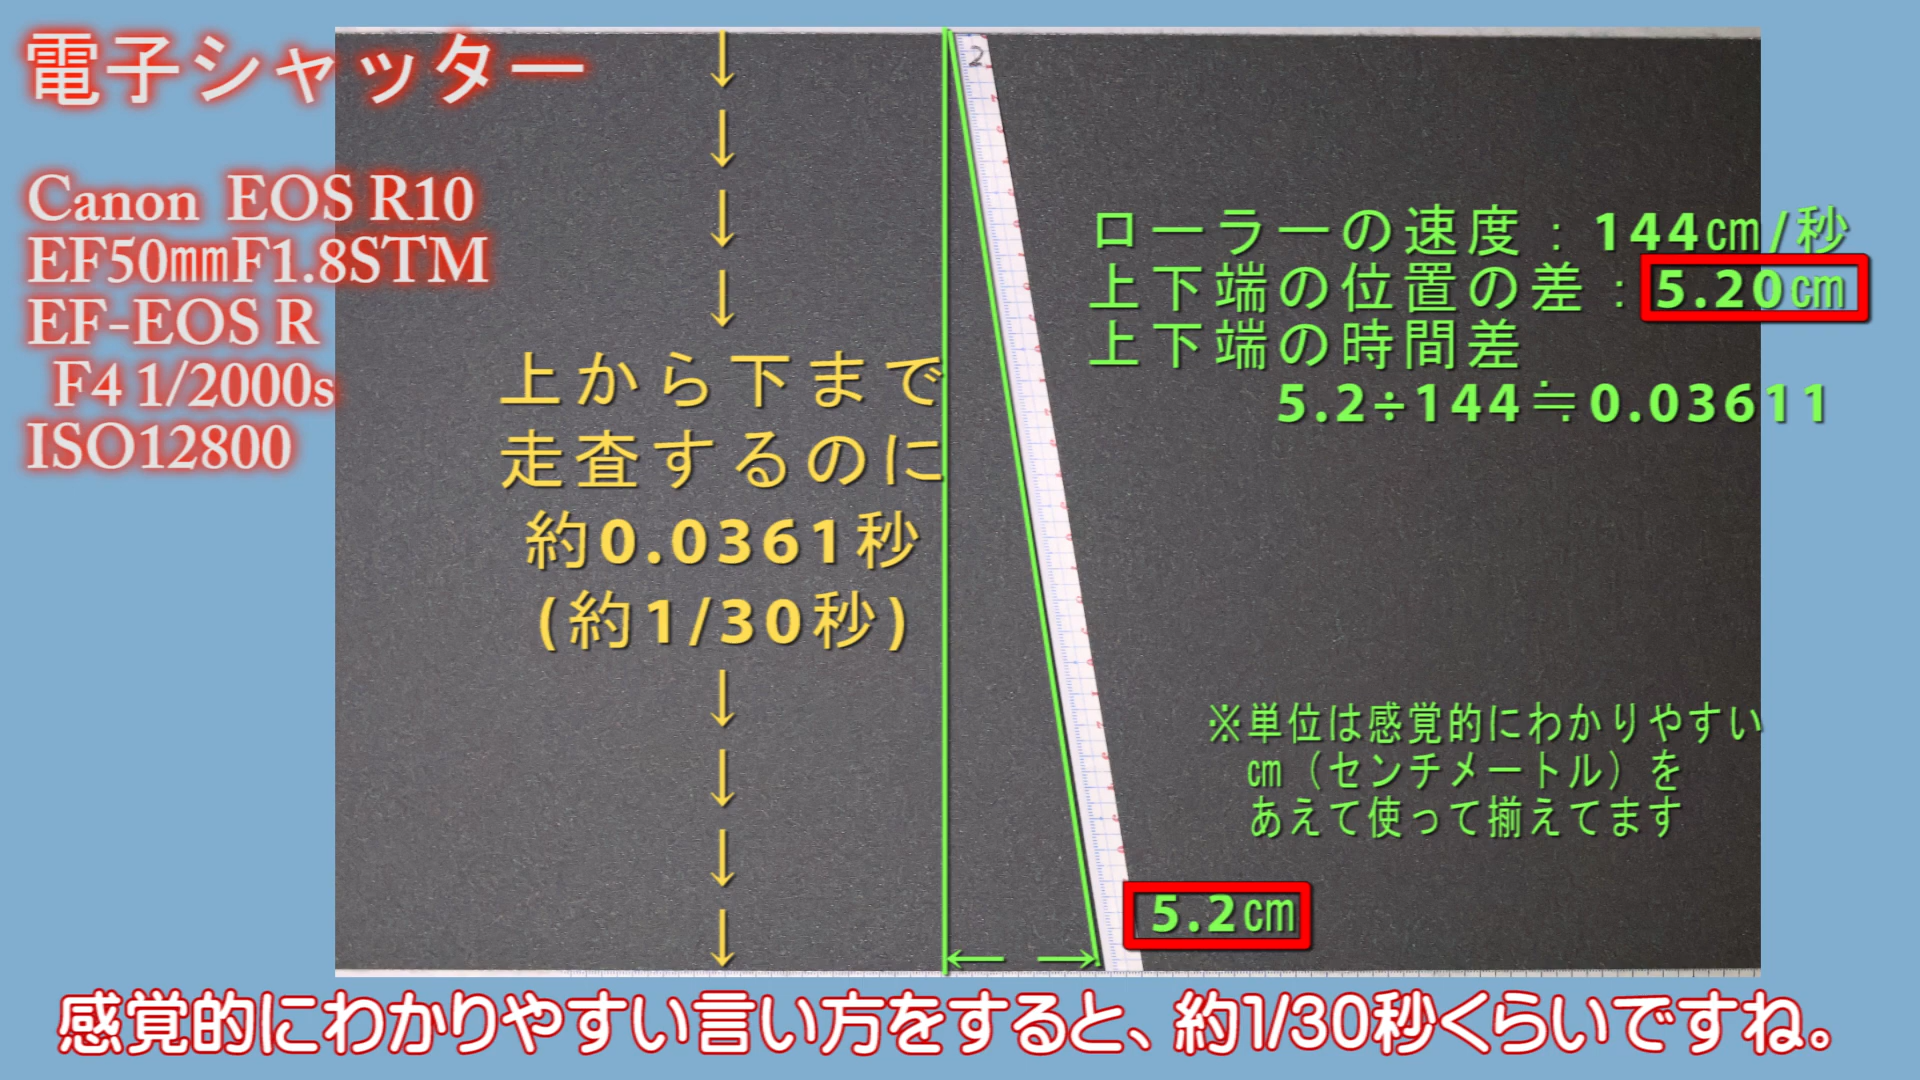 電子シャッター
Canon EOS R10
EF50㎜F1.8STM
EF-EOS R
F4 1/2000s
ISO12800
↓
↓
↓
↓
上から下まで
走査するのに
約0.0361秒
(約1/30秒)
↓
↓
↓
↓
2
ローラーの速度：144㎝/秒
上下端の位置の差：5.20㎝
上下端の時間差
5.2÷144≒0.03611
※単位は感覚的にわかりやすい
㎝（センチメートル）を
あえて使って揃えてます
5.2㎝
← →
感覚的にわかりやすい言い方をすると、約1/30秒くらいですね。